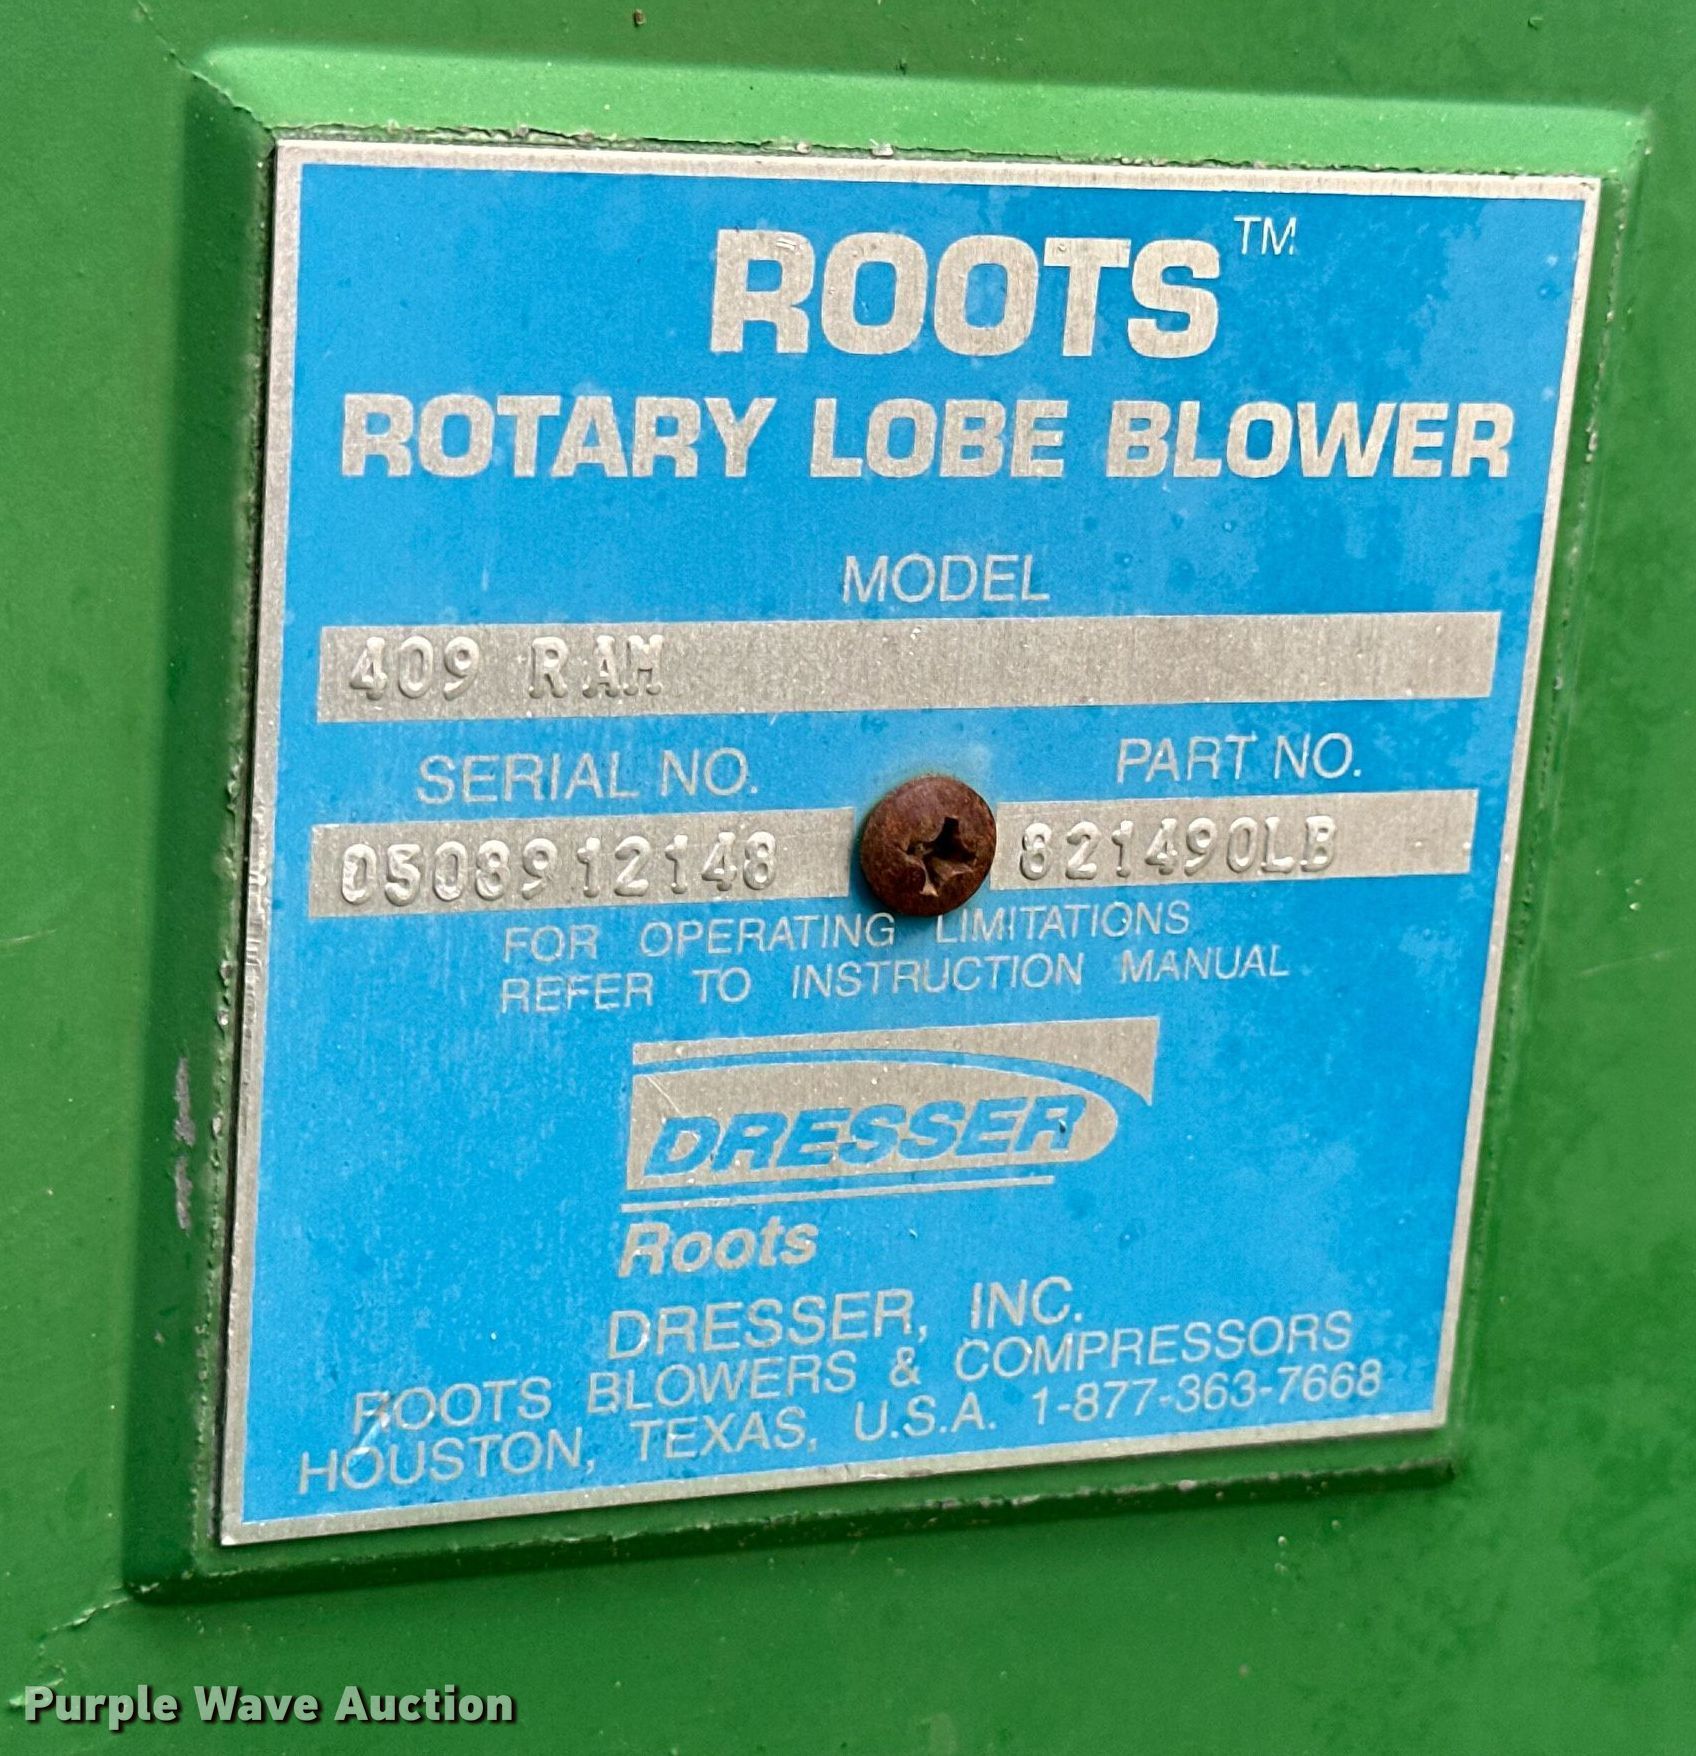 ROOTS™
ROTARY LOBE BLOWER
MODEL
409 RAM
SERIAL NO. PART NO.
0508912148 821490LB
FOR OPERATING LIMITATIONS
REFER TO INSTRUCTION MANUAL
DRESSER
Roots
DRESSER, INC.
ROOTS BLOWERS & COMPRESSORS
HOUSTON, TEXAS, U.S.A. 1-877-363-7668
Purple Wave Auction